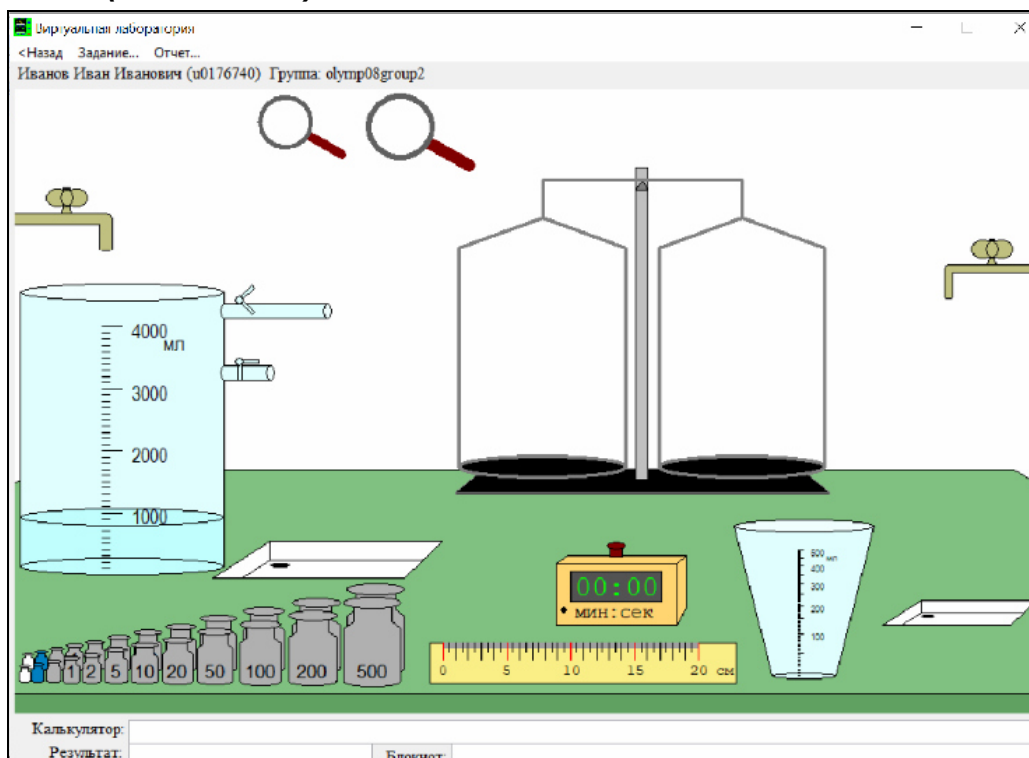 Виртуальная лаборатория
<Назад Задание... Отчет...
Иванов Иван Иванович (u0176740) Группа: olymp08group2
4000
мл
3000
2000
1000
500 мл
400
300
200
100
00:00
мин:сек
1 2 5 10 20 50 100 200 500
0 5 10 15 20 см
Калькулятор:
Результат:
Блокнот: